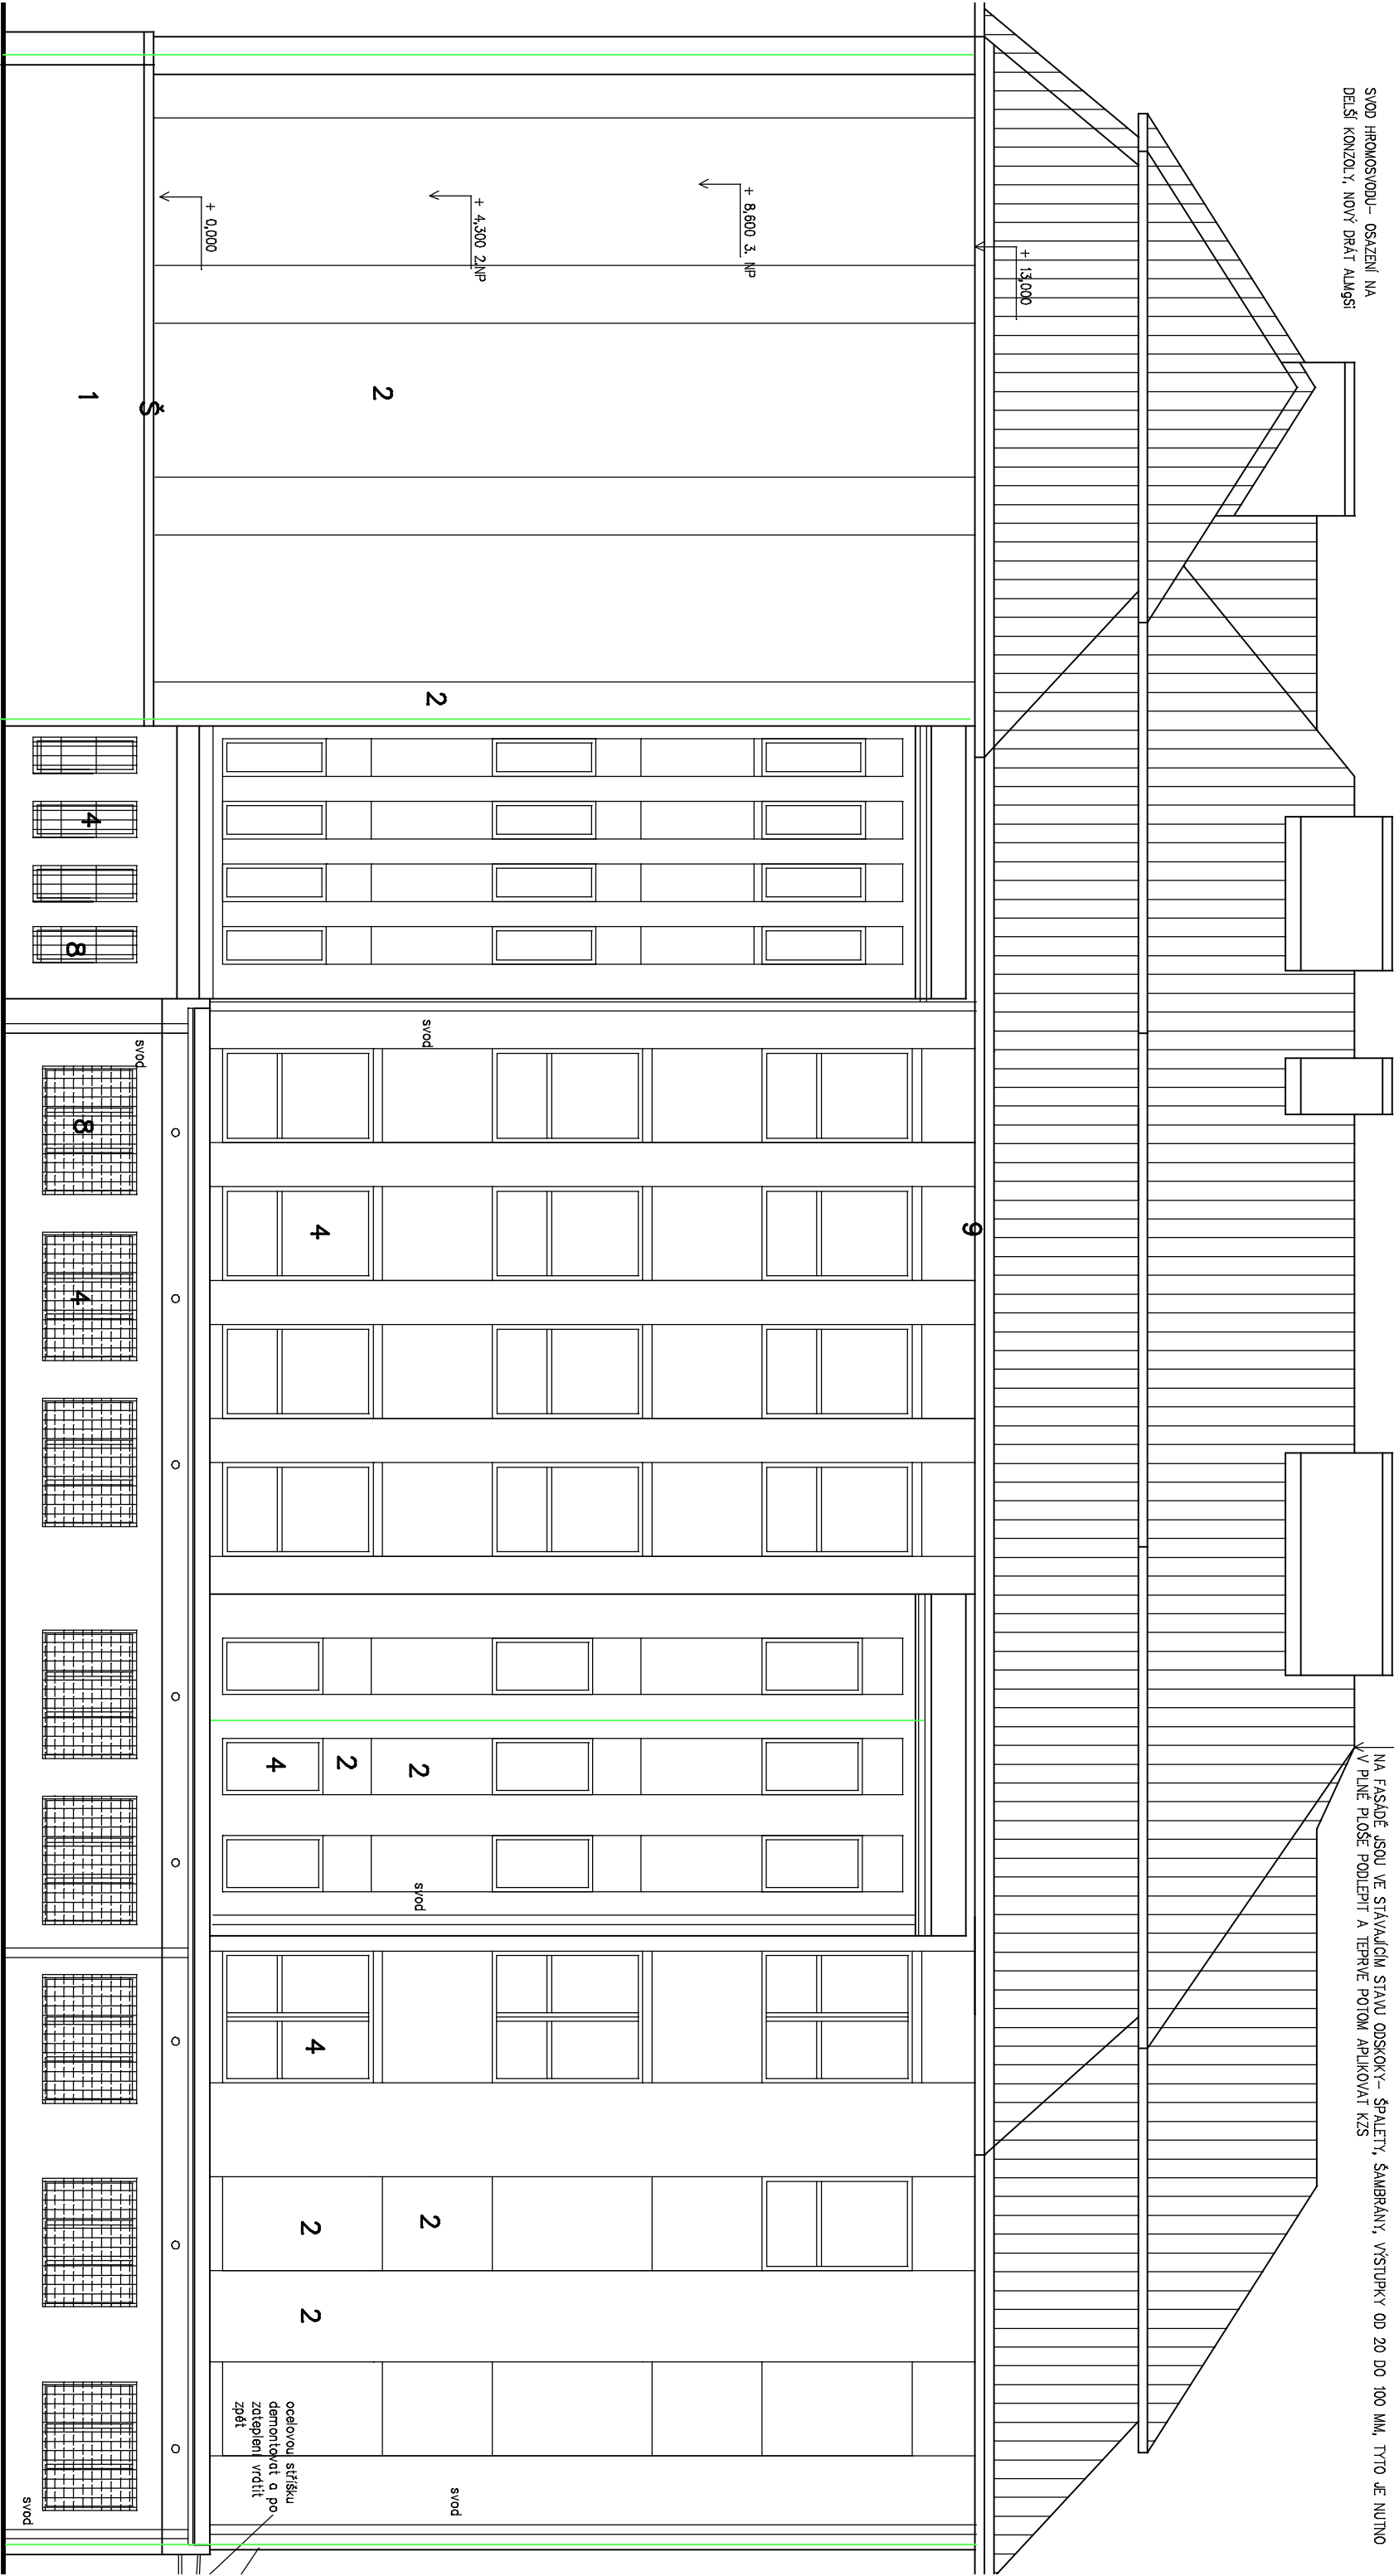 SVOD HROMOSVODU- OSAZENÍ NA
DELŠÍ KONZOLY, NOVÝ DRÁT ALMgSi
NA FASÁDĚ JSOU VE STÁVAJÍCÍM STAVU ODSKOKY- ŠPALETY, ŠAMBRÁNY, VÝSTUPKY OD 20 DO 100 MM, TYTO JE NUTNO
V PLNÉ PLOŠE PODLEPIT A TEPRVE POTOM APLIKOVAT KZS
+ 13,000
9
+ 8,600 3. NP
+ 4,300 2.NP
2
2
svod
svod
2
2
svod
4
2
4
4
2
2
ocelovou stříšku
demontovat a po
zateplení vrátit
zpět
+ 0,000
Š
1
4
8
svod
8
4
svod